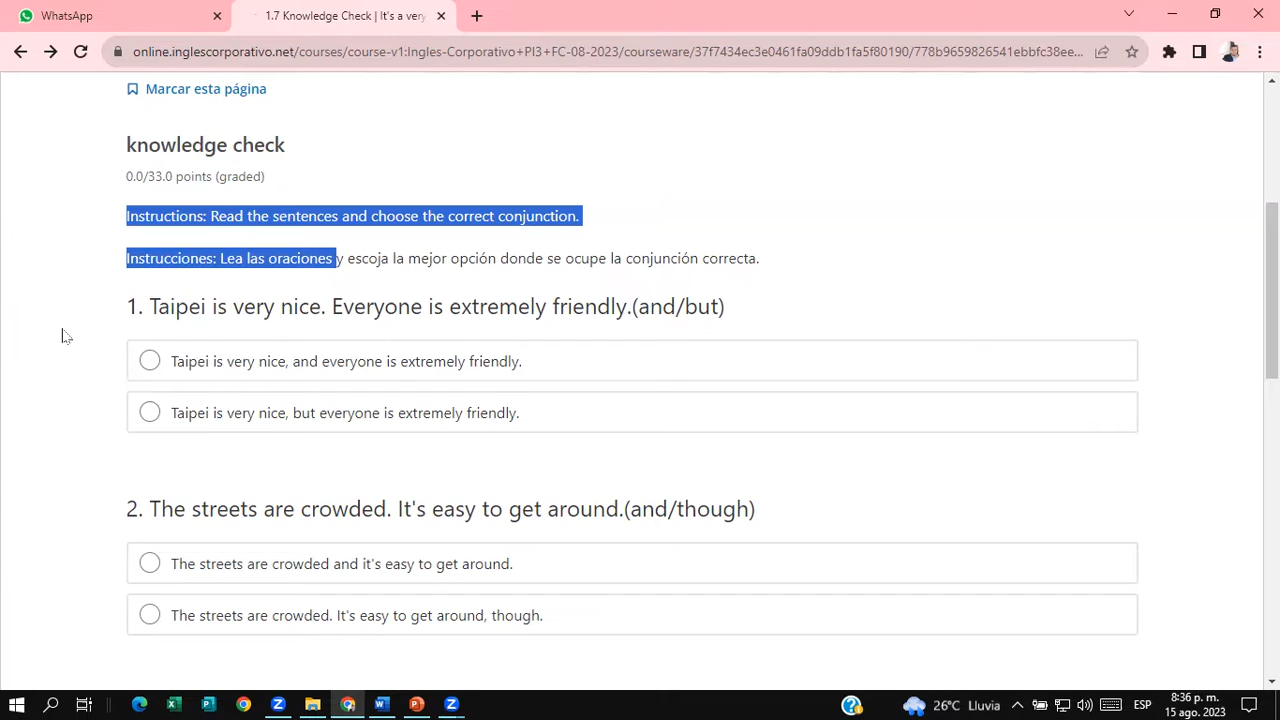 WhatsApp
1.7 Knowledge Check | It's a very
online.inglescorporativo.net/courses/course-v1:Ingles-Corporativo+PI3+FC-08-2023/courseware/37f7434ec3e0461fa09ddb1fa5f80190/778b9659826541ebbfc38ee...
Marcar esta página
knowledge check
0.0/33.0 points (graded)
Instructions: Read the sentences and choose the correct conjunction.
Instrucciones: Lea las oraciones y escoja la mejor opción donde se ocupe la conjunción correcta.
1. Taipei is very nice. Everyone is extremely friendly.(and/but)
Taipei is very nice, and everyone is extremely friendly.
Taipei is very nice, but everyone is extremely friendly.
2. The streets are crowded. It's easy to get around.(and/though)
The streets are crowded and it's easy to get around.
The streets are crowded. It's easy to get around, though.
26°C Lluvia
ESP
8:36 p. m.
15 ago. 2023